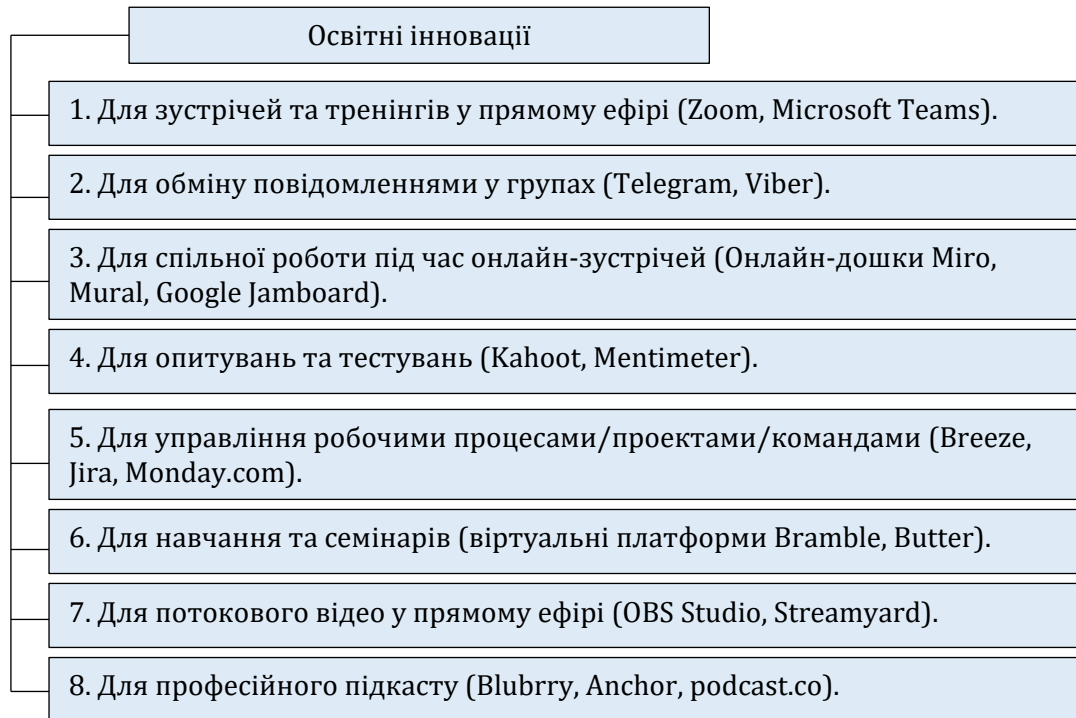 Освітні інновації
1. Для зустрічей та тренінгів у прямому ефірі (Zoom, Microsoft Teams).
2. Для обміну повідомленнями у групах (Telegram, Viber).
3. Для спільної роботи під час онлайн-зустрічей (Онлайн-дошки Miro,
Mural, Google Jamboard).
4. Для опитувань та тестувань (Kahoot, Mentimeter).
5. Для управління робочими процесами/проектами/командами (Breeze,
Jira, Monday.com).
6. Для навчання та семінарів (віртуальні платформи Bramble, Butter).
7. Для потокового відео у прямому ефірі (OBS Studio, Streamyard).
8. Для професійного підкасту (Blubrry, Anchor, podcast.co).